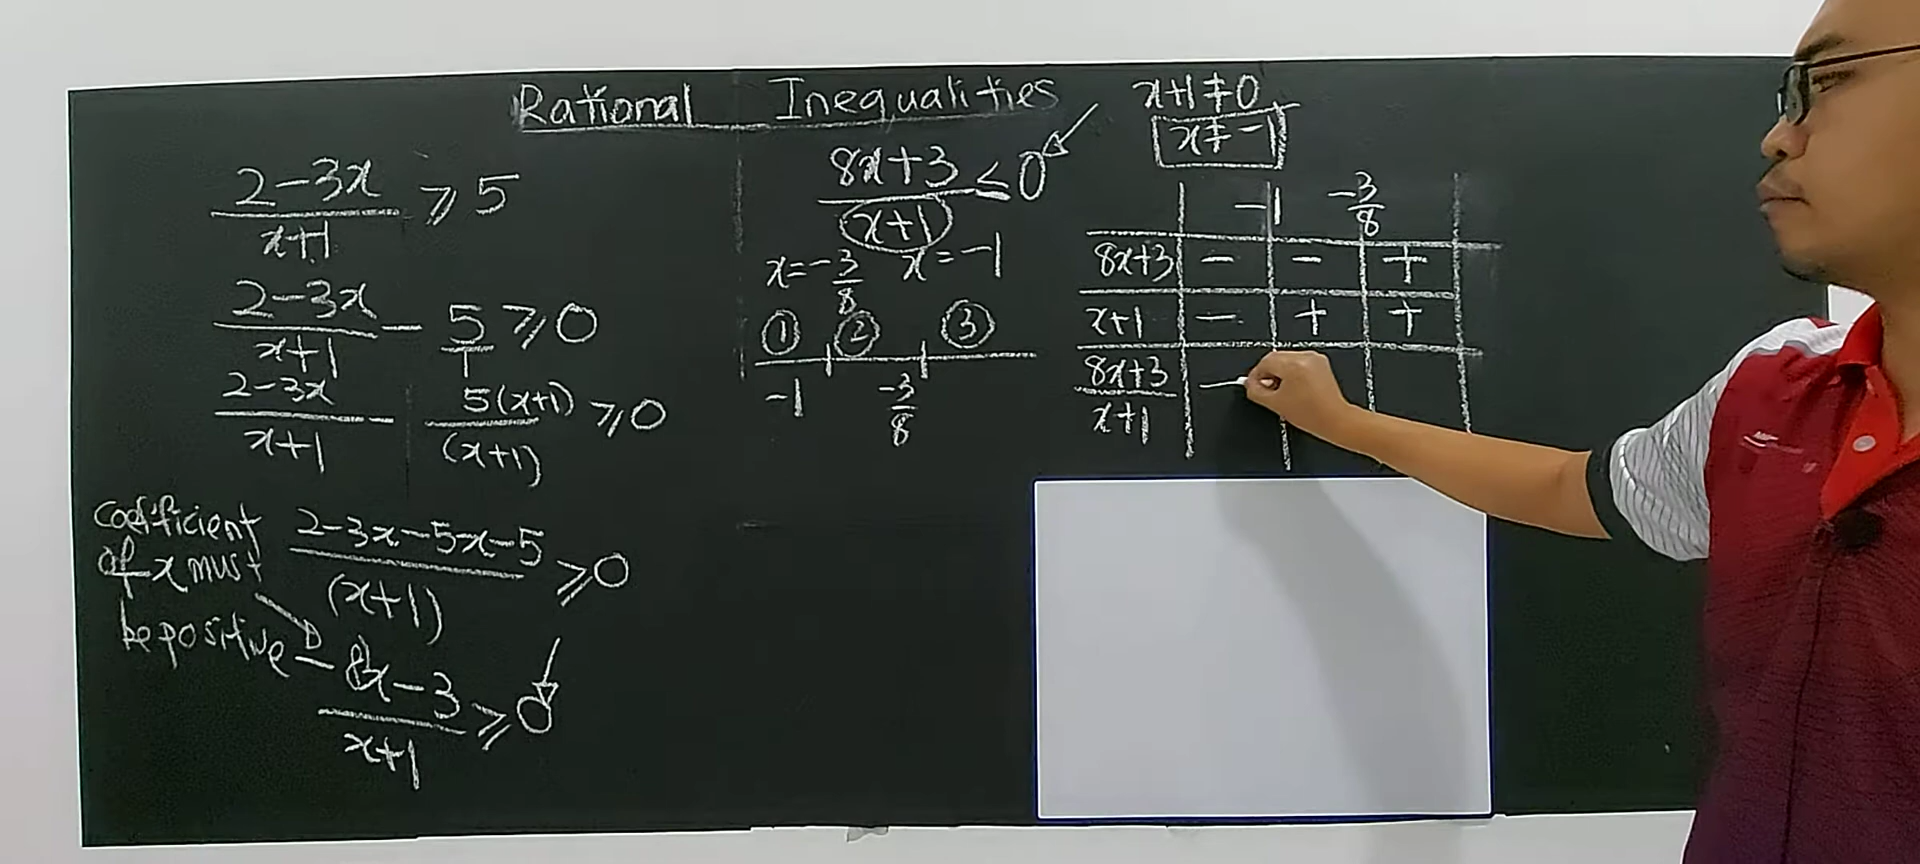 Rational Inequalities
2-3x/x+1 ≥ 5
2-3x/x+1 - 5/1 ≥ 0
2-3x/x+1 - 5(x+1)/(x+1) ≥ 0
coefficient
of x must
be positive
2-3x-5x-5/(x+1) ≥ 0
-8x-3/x+1 ≥ 0
8x+3/x+1 ≤ 0
x=-3/8 x=-1
① ② ③
-1 -3/8
x+1≠0
x≠-1
-1 -3/8
8x+3 - - +
x+1 - + +
8x+3/x+1 -